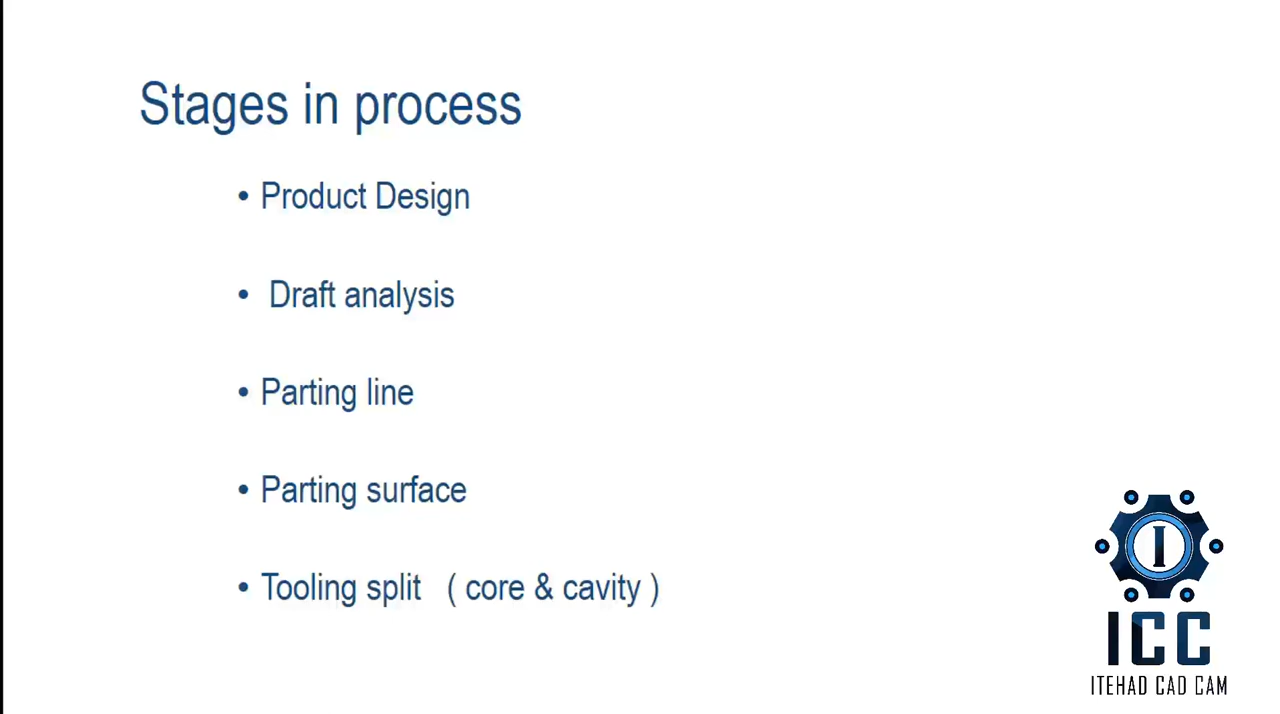 Stages in process
• Product Design
• Draft analysis
• Parting line
• Parting surface
• Tooling split ( core & cavity )
I
ICC
ITEHAD CAD CAM